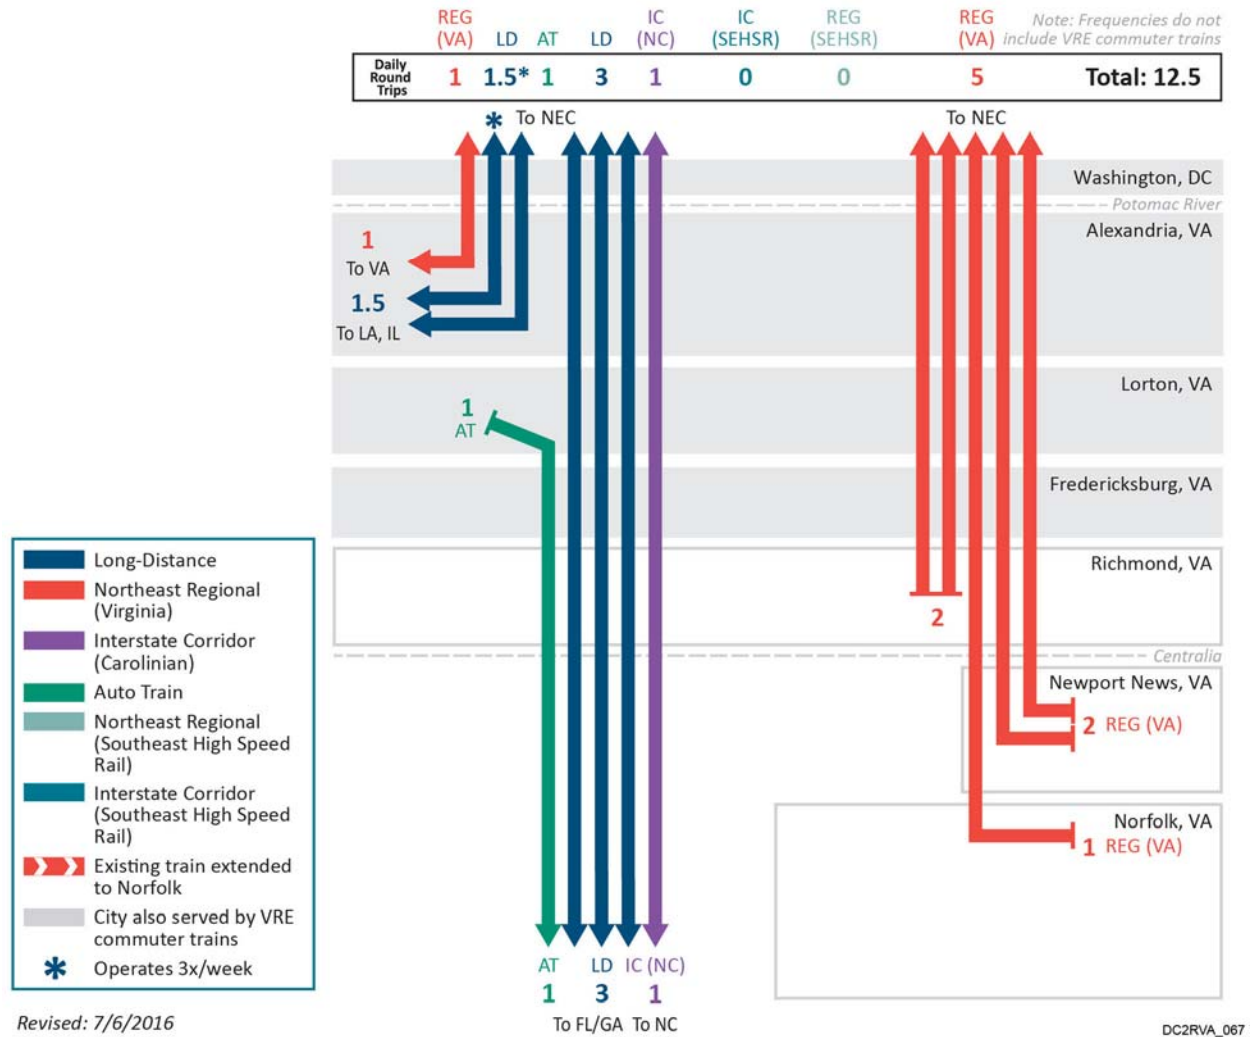 REG
(VA)
LD
AT
LD
IC
(NC)
IC
(SEHSR)
REG
(SEHSR)
REG
(VA)
Note: Frequencies do not
include VRE commuter trains
Daily
Round
Trips
1
1.5*
1
3
1
0
0
5
Total: 12.5
* To NEC
To NEC
Washington, DC
Potomac River
Alexandria, VA
1
To VA
1.5
To LA, IL
Lorton, VA
1
AT
Fredericksburg, VA
Richmond, VA
2
Centralia
Newport News, VA
2 REG (VA)
Norfolk, VA
1 REG (VA)
Long-Distance
Northeast Regional
(Virginia)
Interstate Corridor
(Carolinian)
Auto Train
Northeast Regional
(Southeast High Speed
Rail)
Interstate Corridor
(Southeast High Speed
Rail)
Existing train extended
to Norfolk
City also served by VRE
commuter trains
* Operates 3x/week
AT
LD
IC (NC)
1
3
1
To FL/GA
To NC
Revised: 7/6/2016
DC2RVA_067